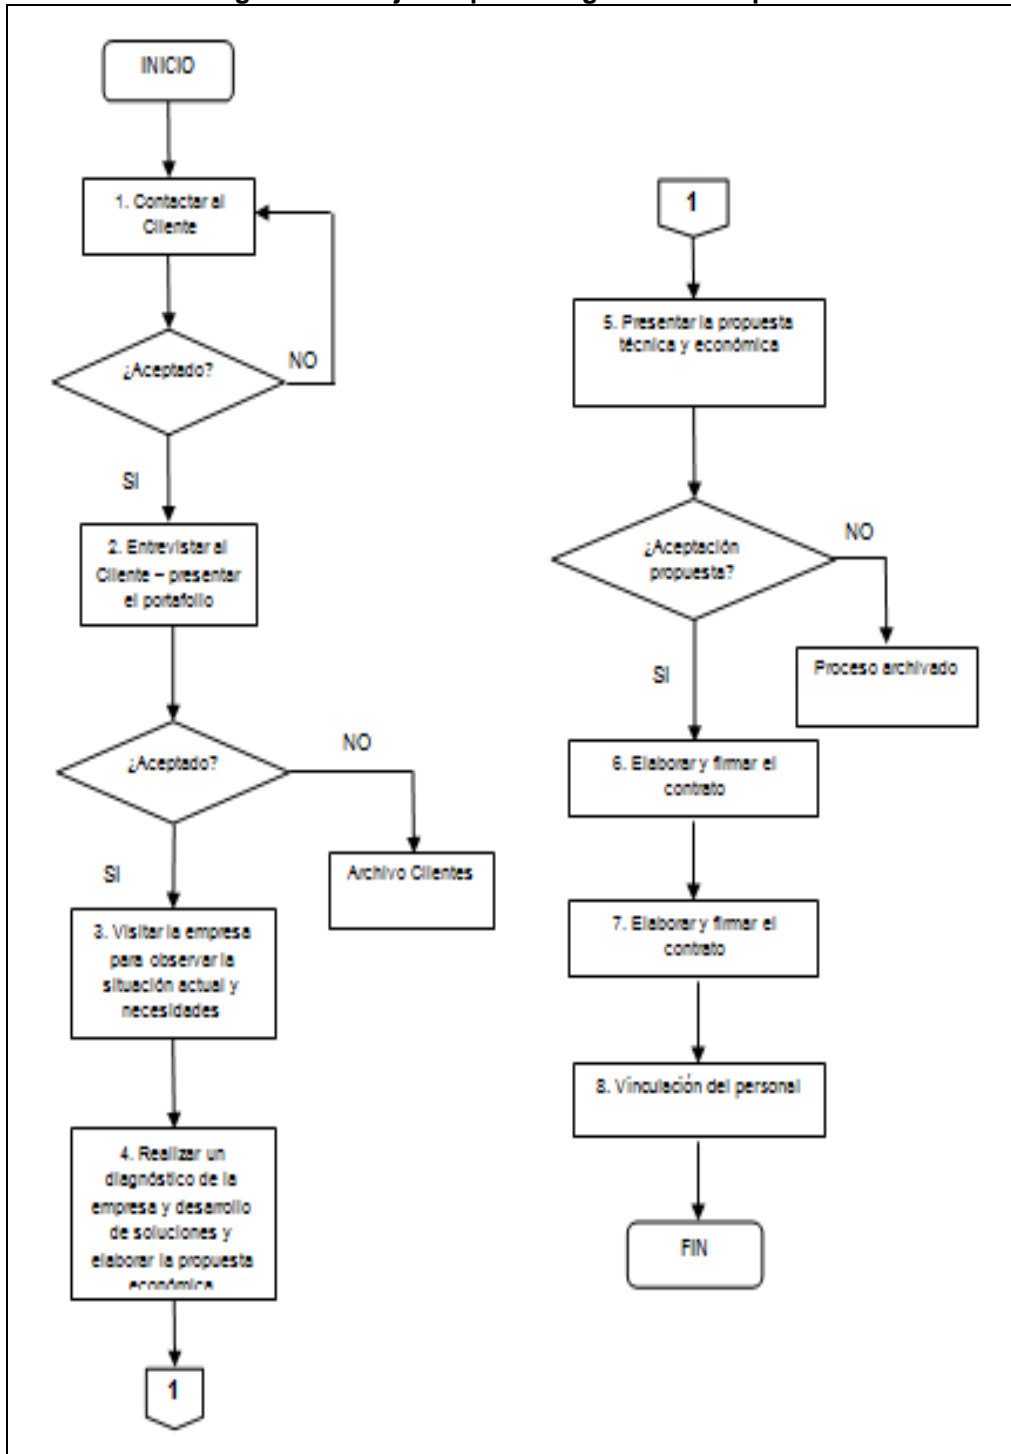 INICIO
1. Contactar al
Cliente
¿Aceptado?
NO
SI
2. Entrevistar al
Cliente – presentar
el portafolio
¿Aceptado?
NO
SI
Archivo Clientes
3. Visitar la empresa
para observar la
situación actual y
necesidades
4. Realizar un
diagnóstico de la
empresa y desarrollo
de soluciones y
elaborar la propuesta
económica
1
1
5. Presentar la propuesta
técnica y económica
¿Aceptación
propuesta?
NO
SI
Proceso archivado
6. Elaborar y firmar el
contrato
7. Elaborar y firmar el
contrato
8. Vinculación del personal
FIN